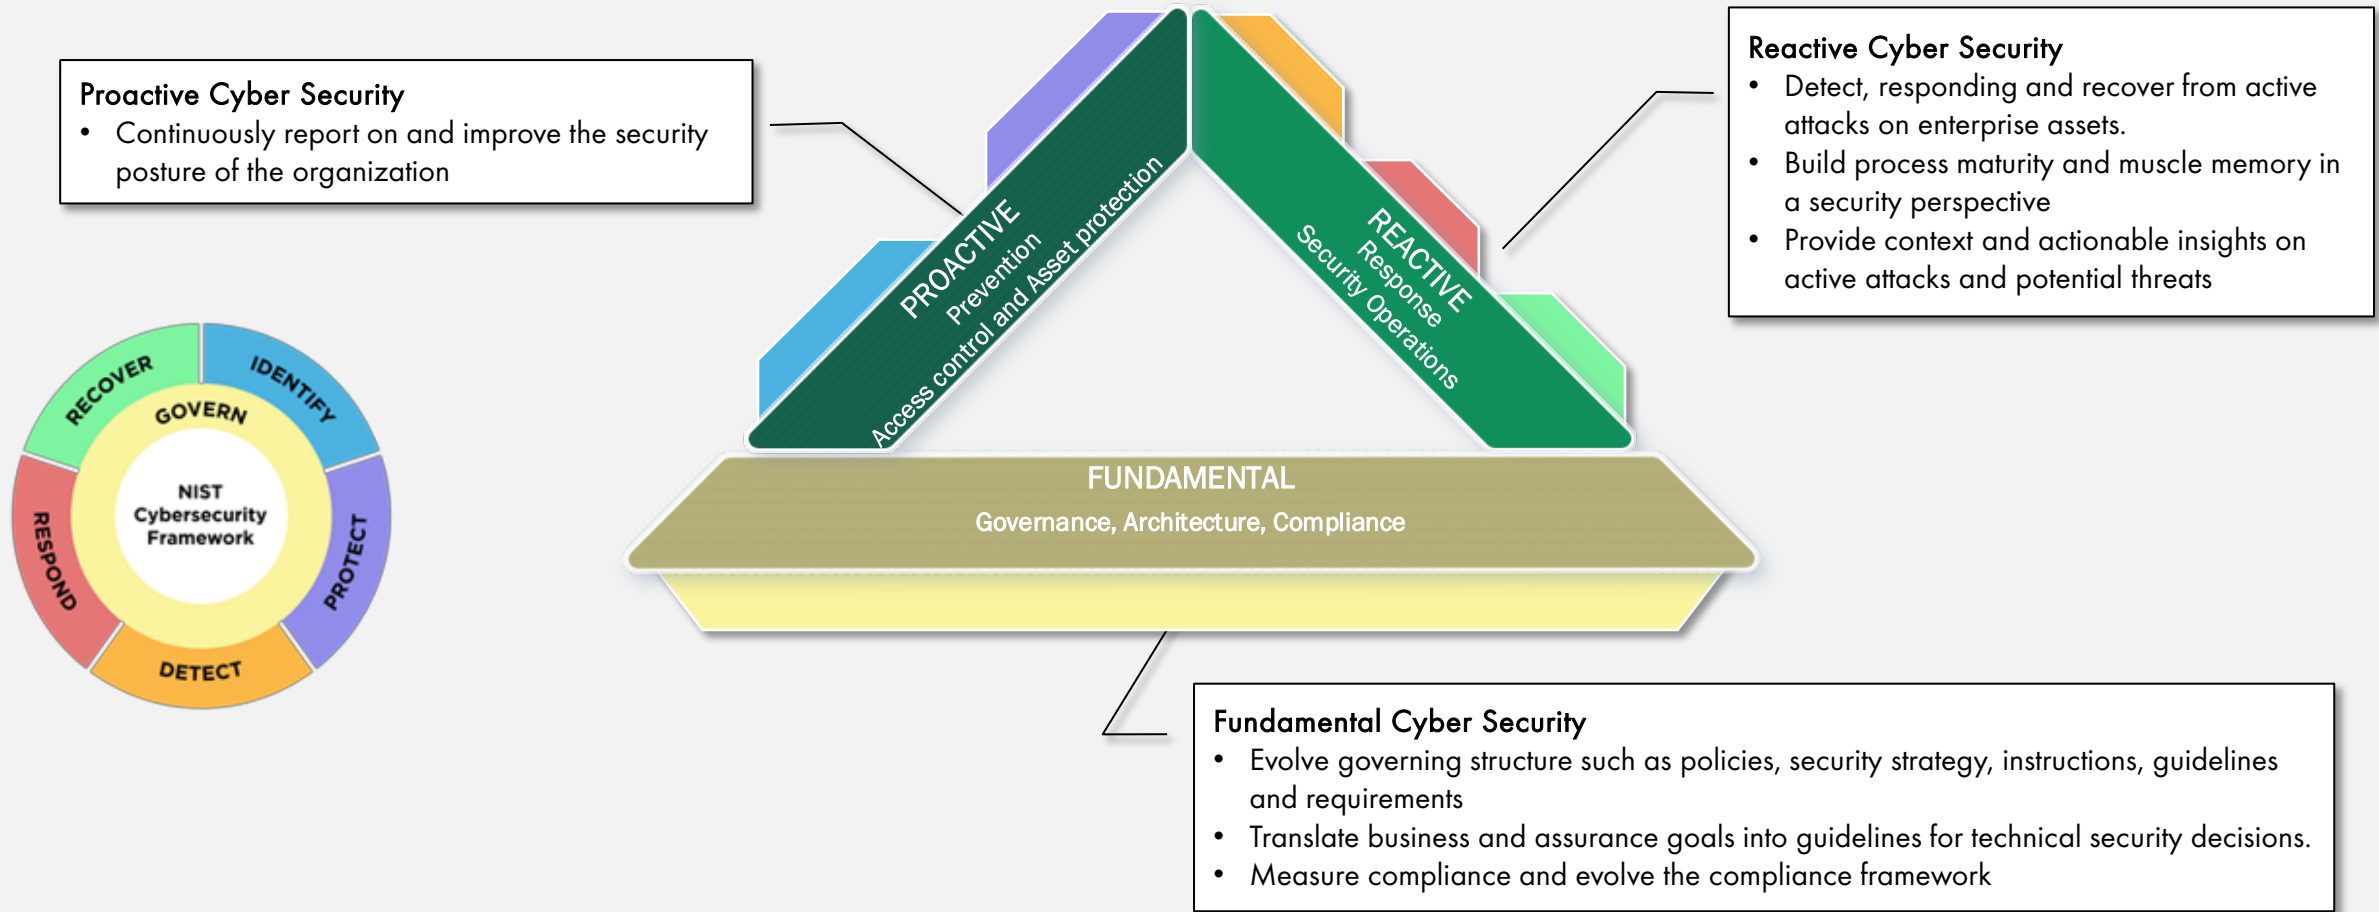 Proactive Cyber Security
• Continuously report on and improve the security
posture of the organization
Reactive Cyber Security
• Detect, responding and recover from active
attacks on enterprise assets.
• Build process maturity and muscle memory in
a security perspective
• Provide context and actionable insights on
active attacks and potential threats
PROACTIVE
Prevention
Access control and Asset protection
REACTIVE
Response
Security Operations
FUNDAMENTAL
Governance, Architecture, Compliance
RECOVER
IDENTIFY
GOVERN
NIST
Cybersecurity
Framework
RESPOND
PROTECT
DETECT
Fundamental Cyber Security
• Evolve governing structure such as policies, security strategy, instructions, guidelines
and requirements
• Translate business and assurance goals into guidelines for technical security decisions.
• Measure compliance and evolve the compliance framework